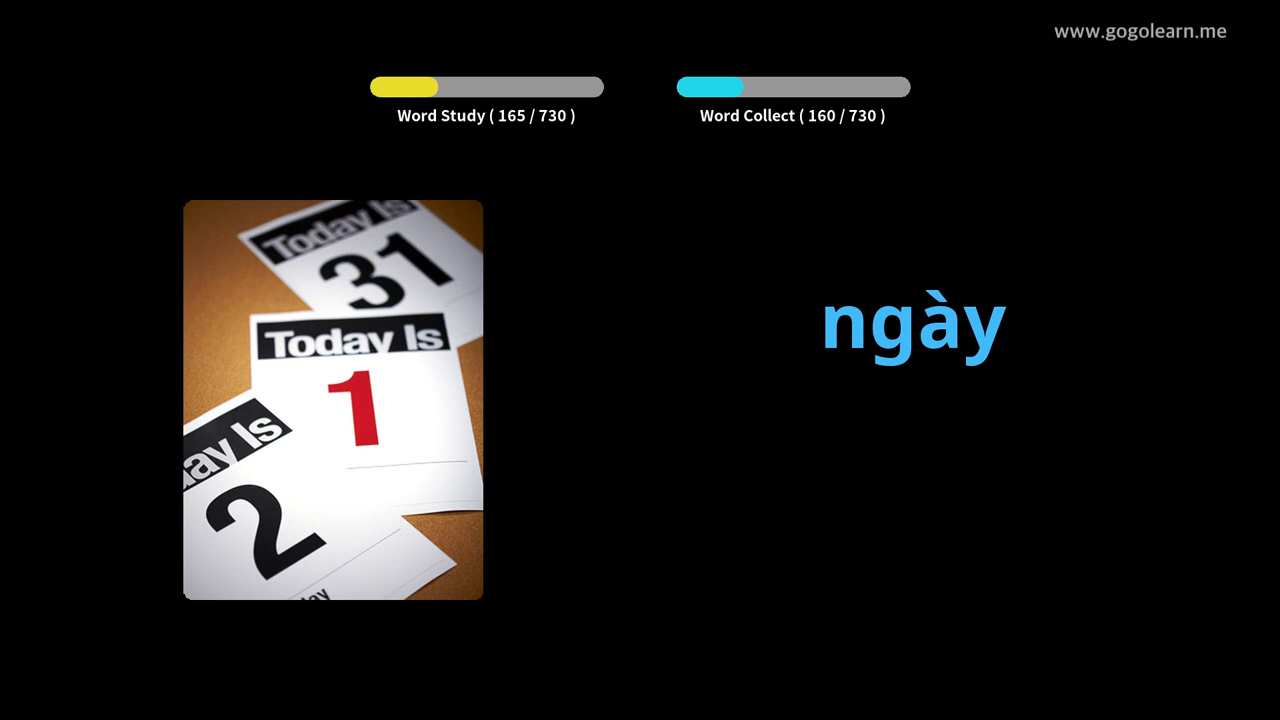 www.gogolearn.me
Word Study ( 165 / 730 )
Word Collect ( 160 / 730 )
Today Is
31
Today Is
1
ay Is
2
ay
ngày